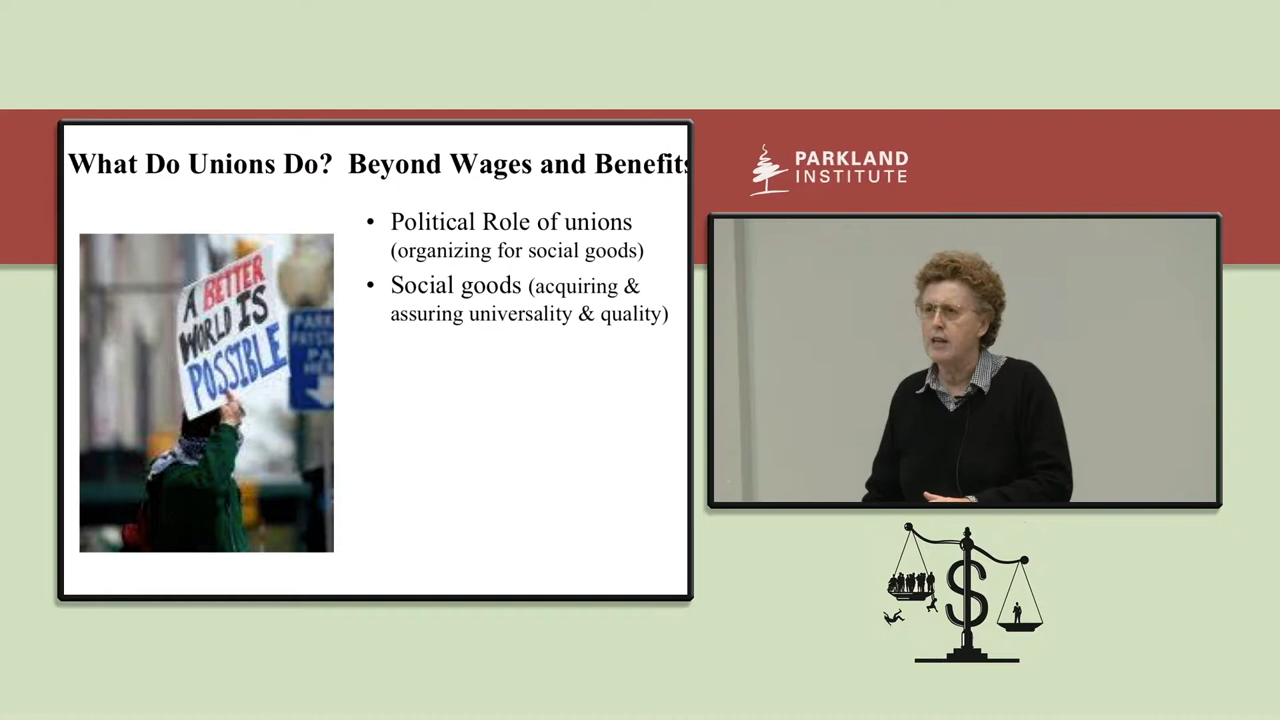 What Do Unions Do? Beyond Wages and Benefits
• Political Role of unions
(organizing for social goods)
• Social goods (acquiring &
assuring universality & quality)
A BETTER
WORLD IS
POSSIBLE
PARKLAND
INSTITUTE
$